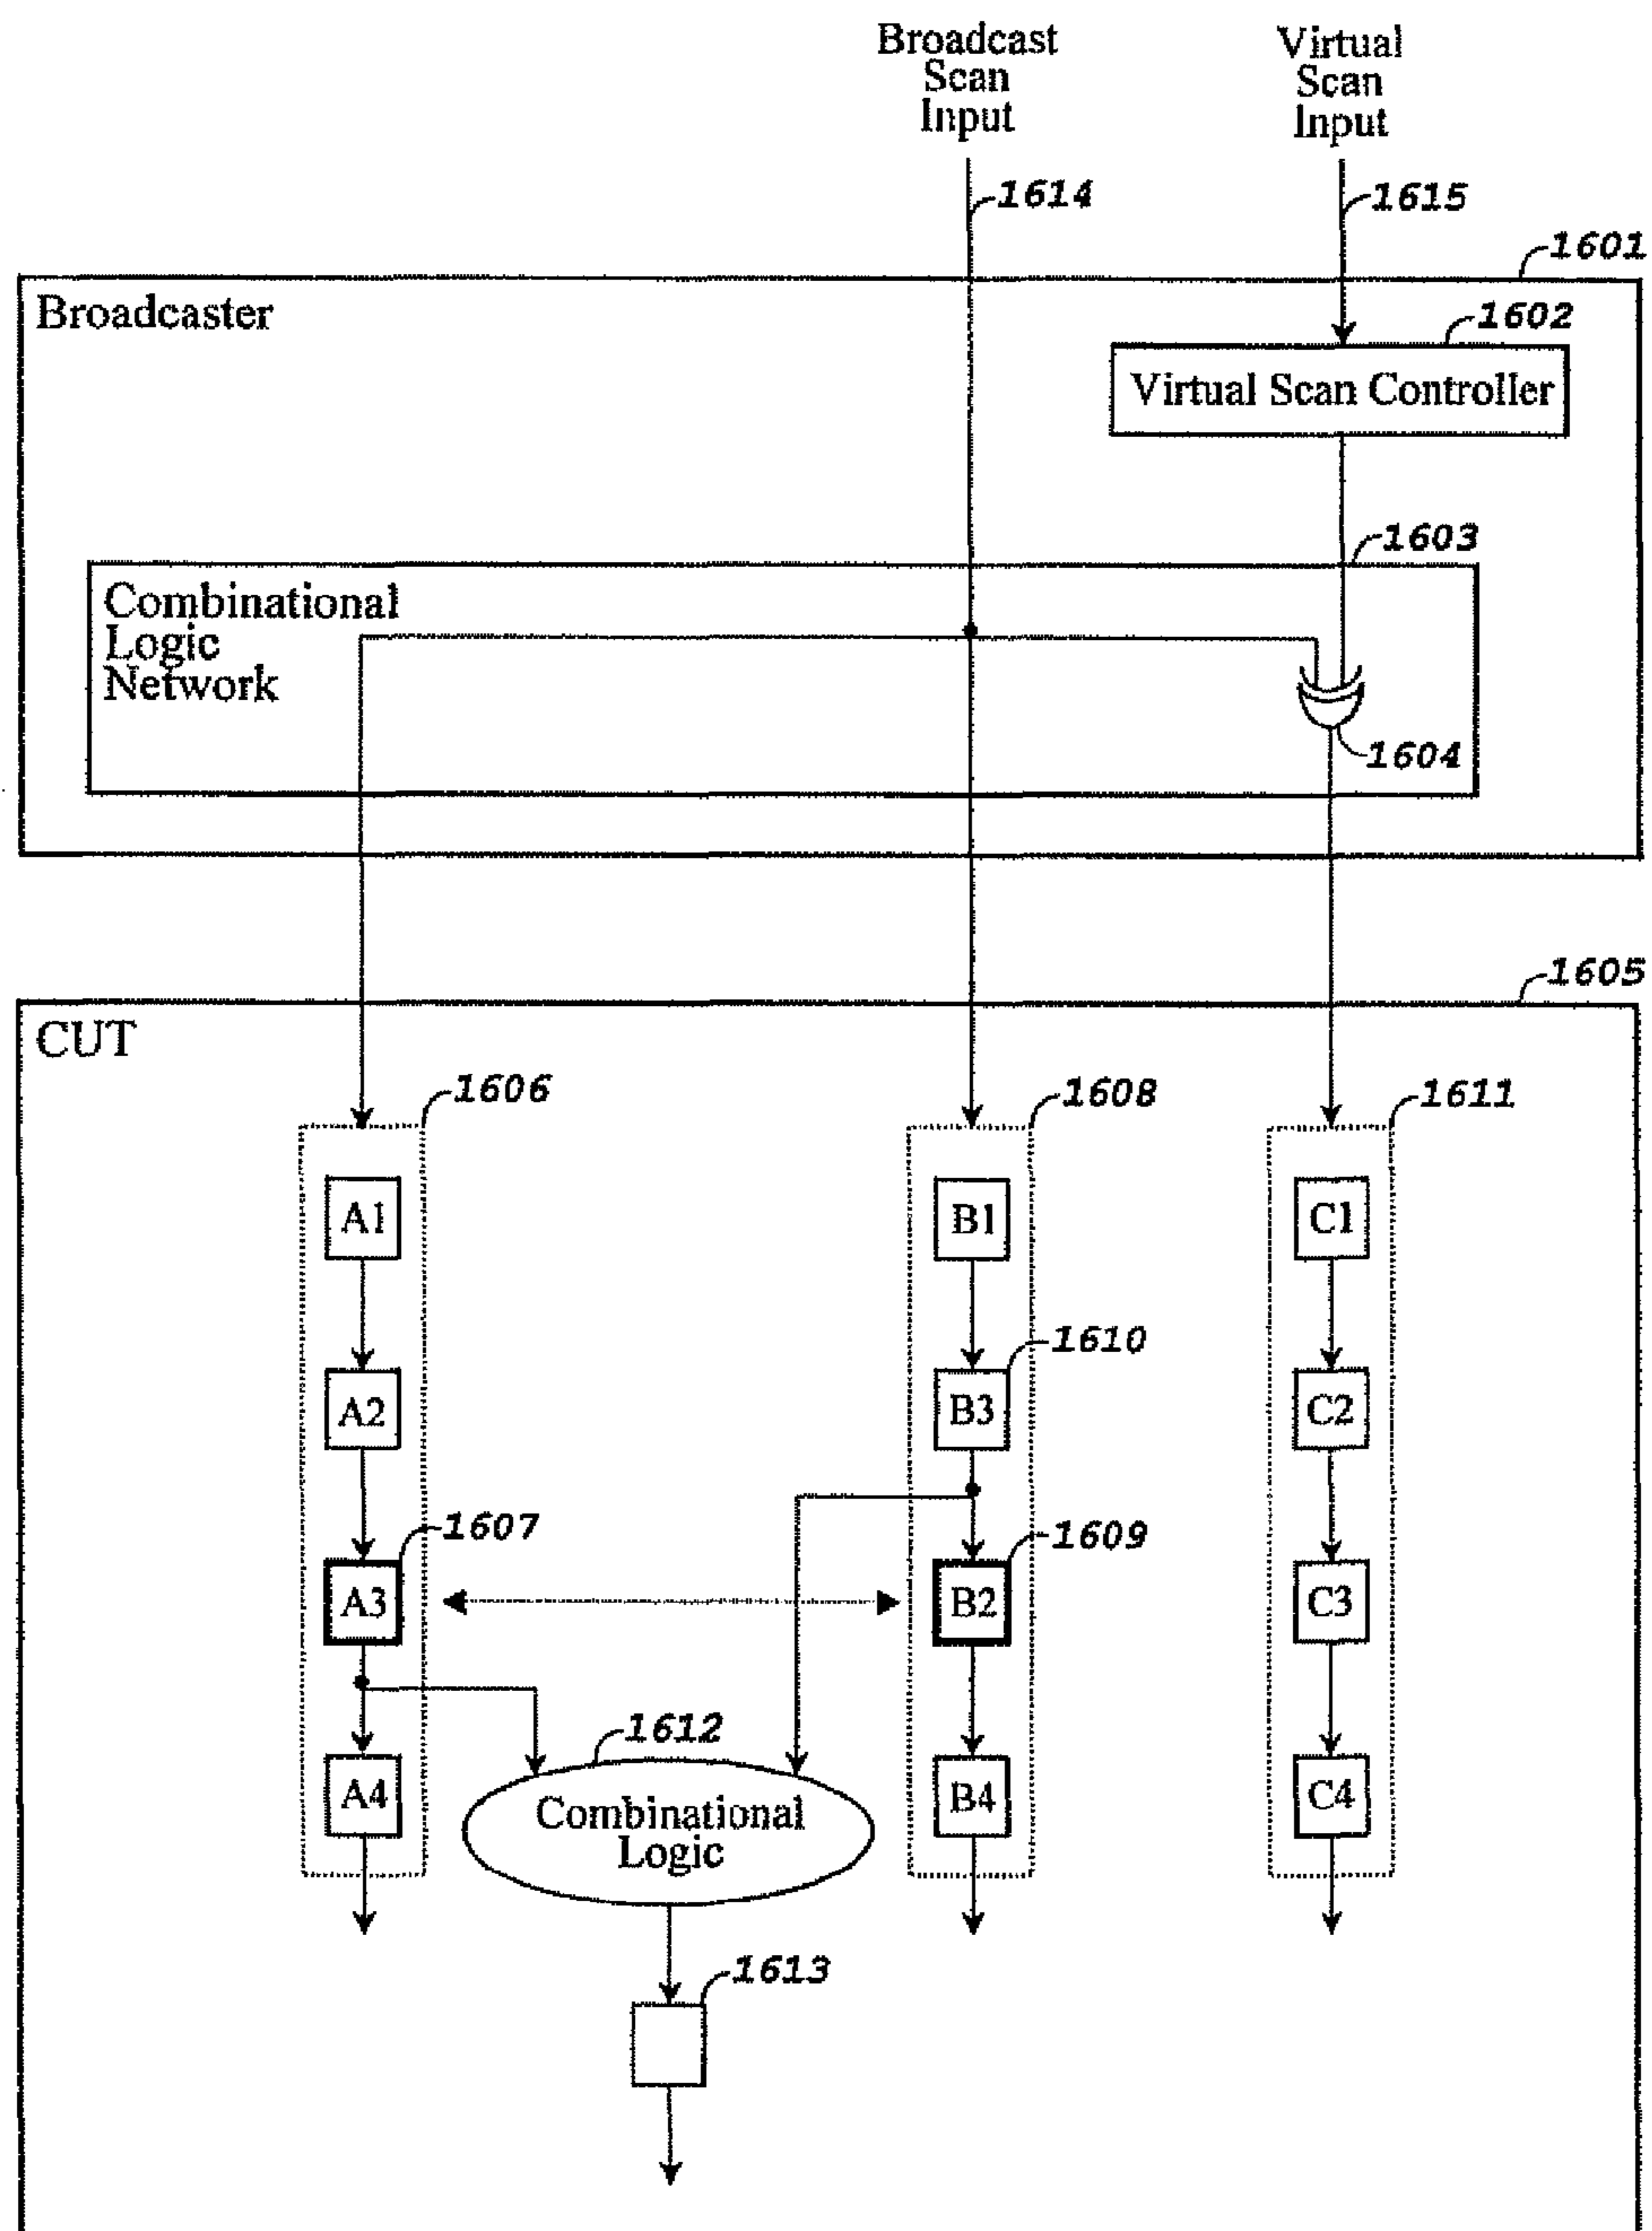 Broadcast
Scan
Input
Virtual
Scan
Input
1614
1615
1601
Broadcaster
1602
Virtual Scan Controller
1603
Combinational
Logic
Network
1604
1605
CUT
1606
1608
1611
A1
B1
C1
1610
A2
B3
C2
1607
1609
A3
B2
C3
1612
A4
Combinational
Logic
B4
C4
1613